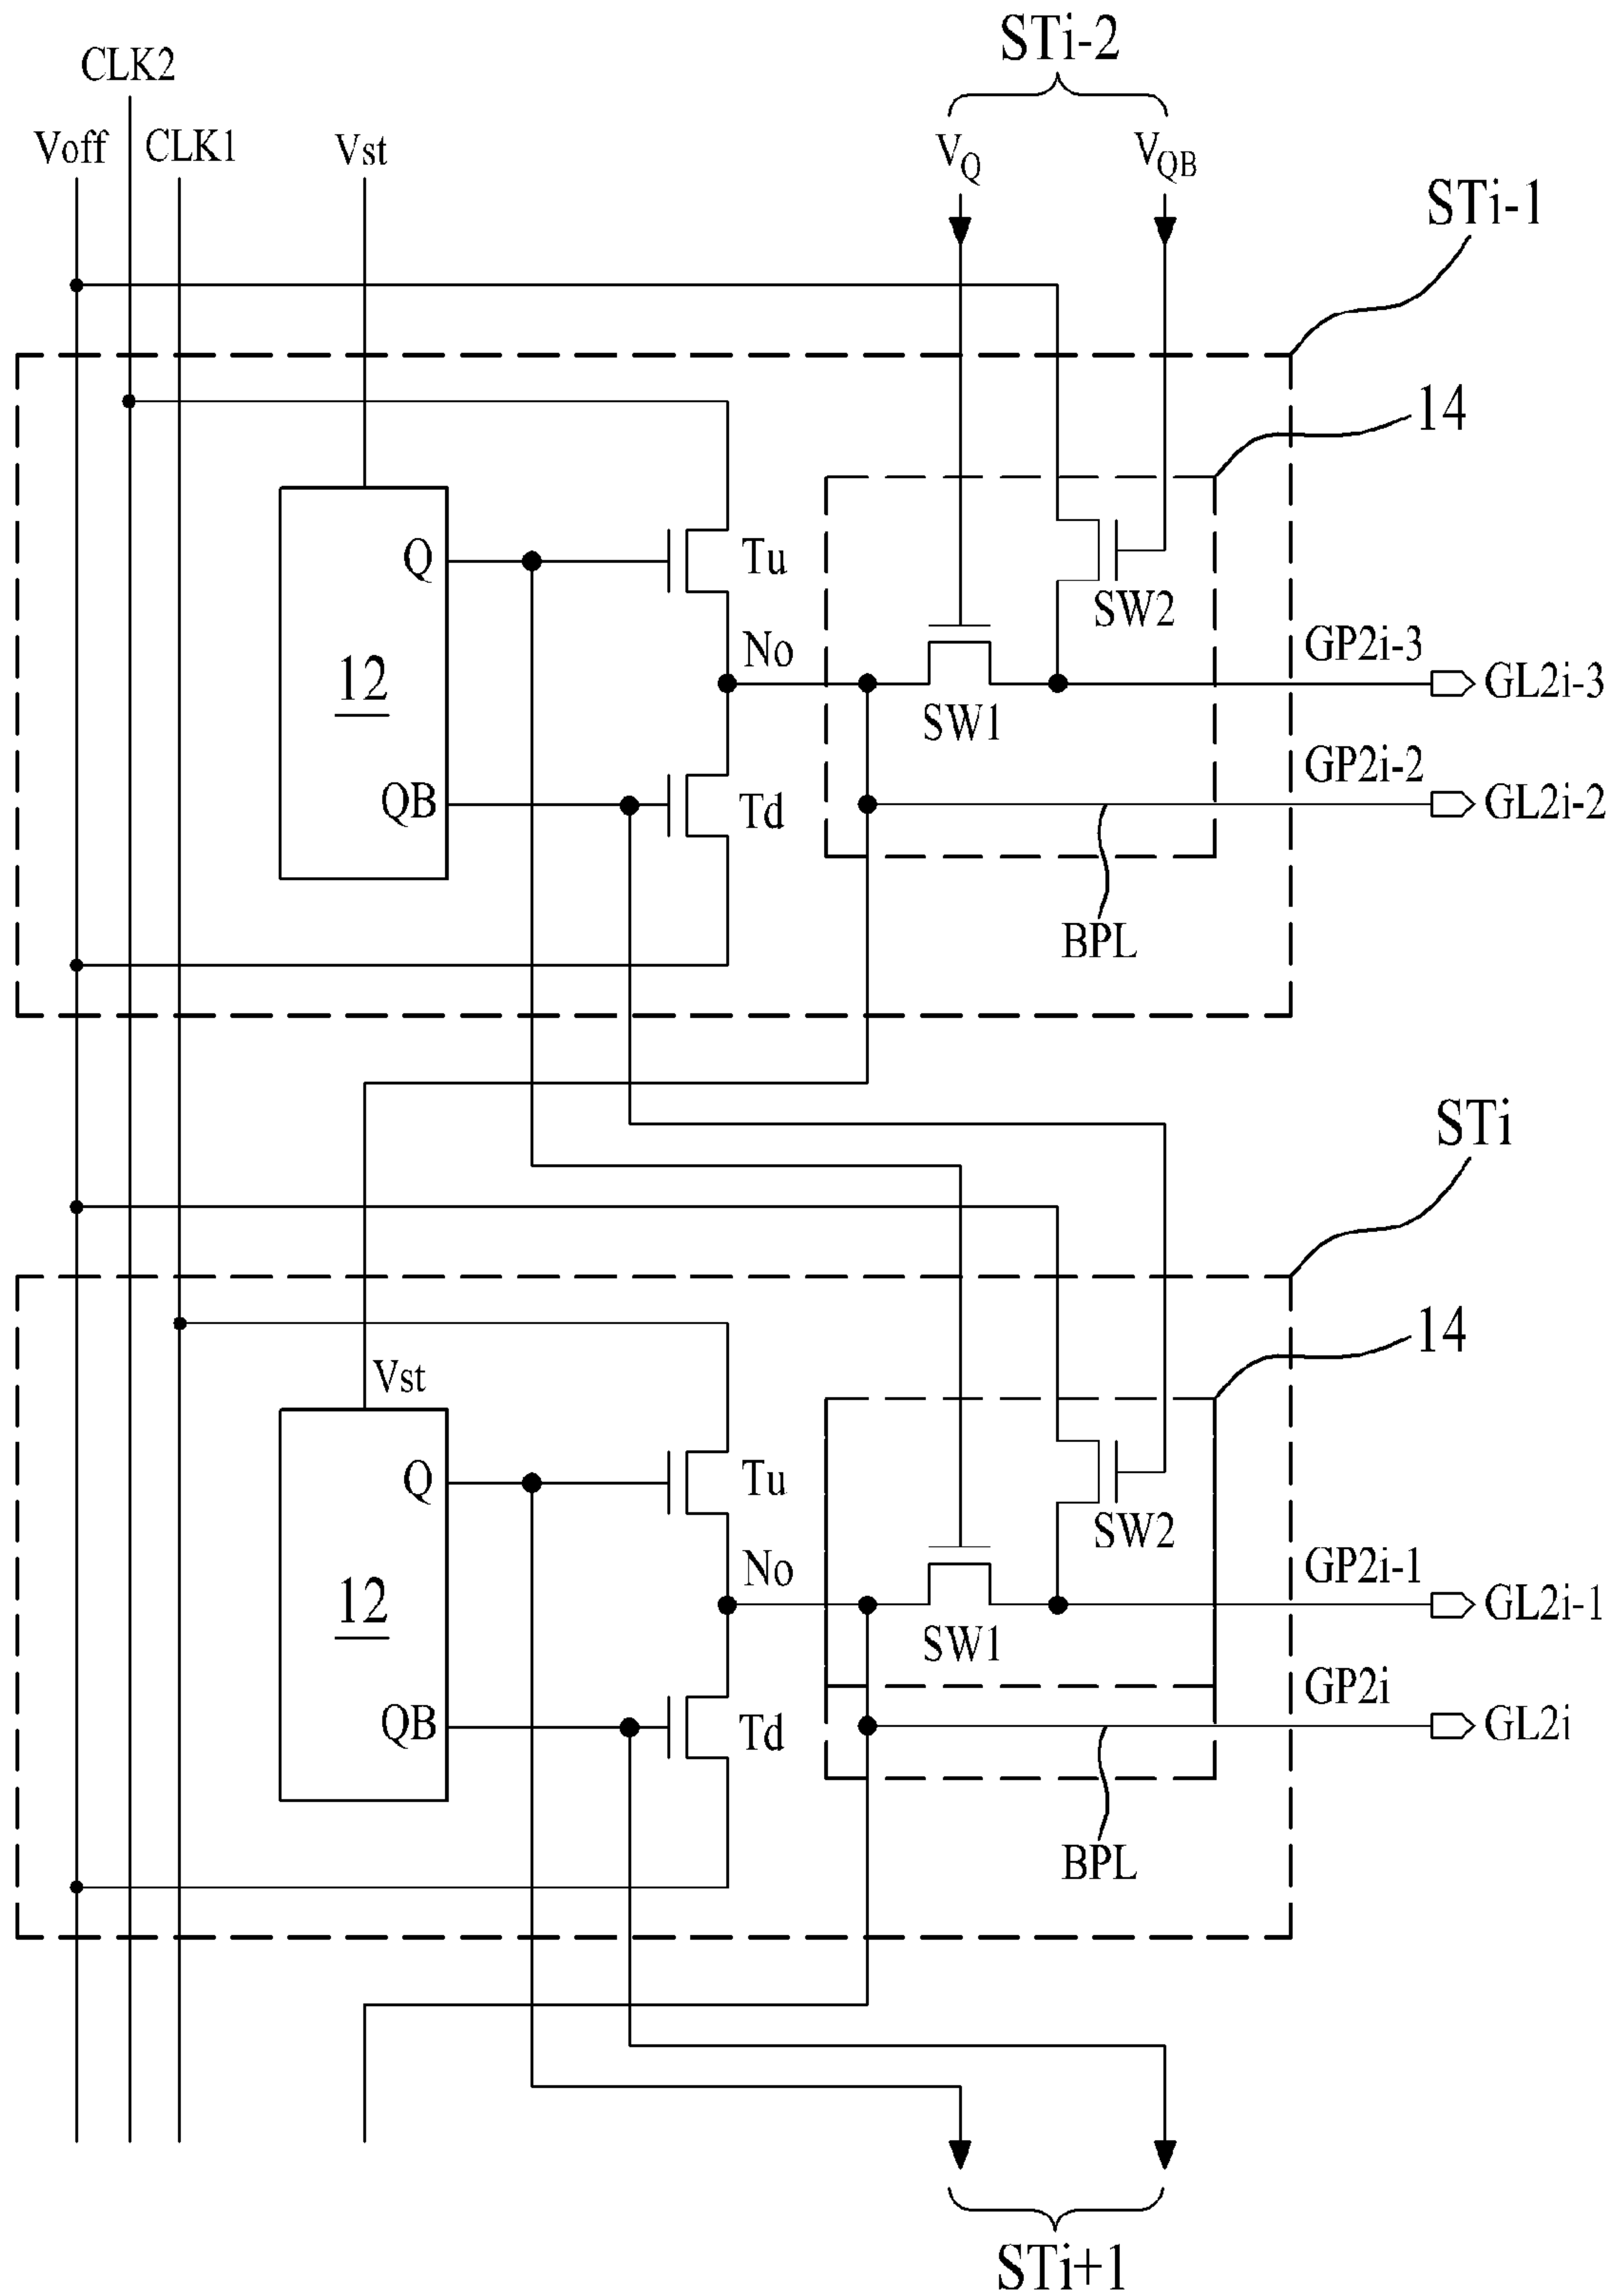 STi-2
CLK2
Voff CLK1 Vst VQ VQB
STi-1
14
Q Tu
SW2
No GP2i-3
12 GL2i-3
SW1
GP2i-2
QB Td GL2i-2
BPL
STi
14
Vst
Q Tu
SW2
No GP2i-1
12 GL2i-1
SW1
GP2i
QB Td GL2i
BPL
STi+1